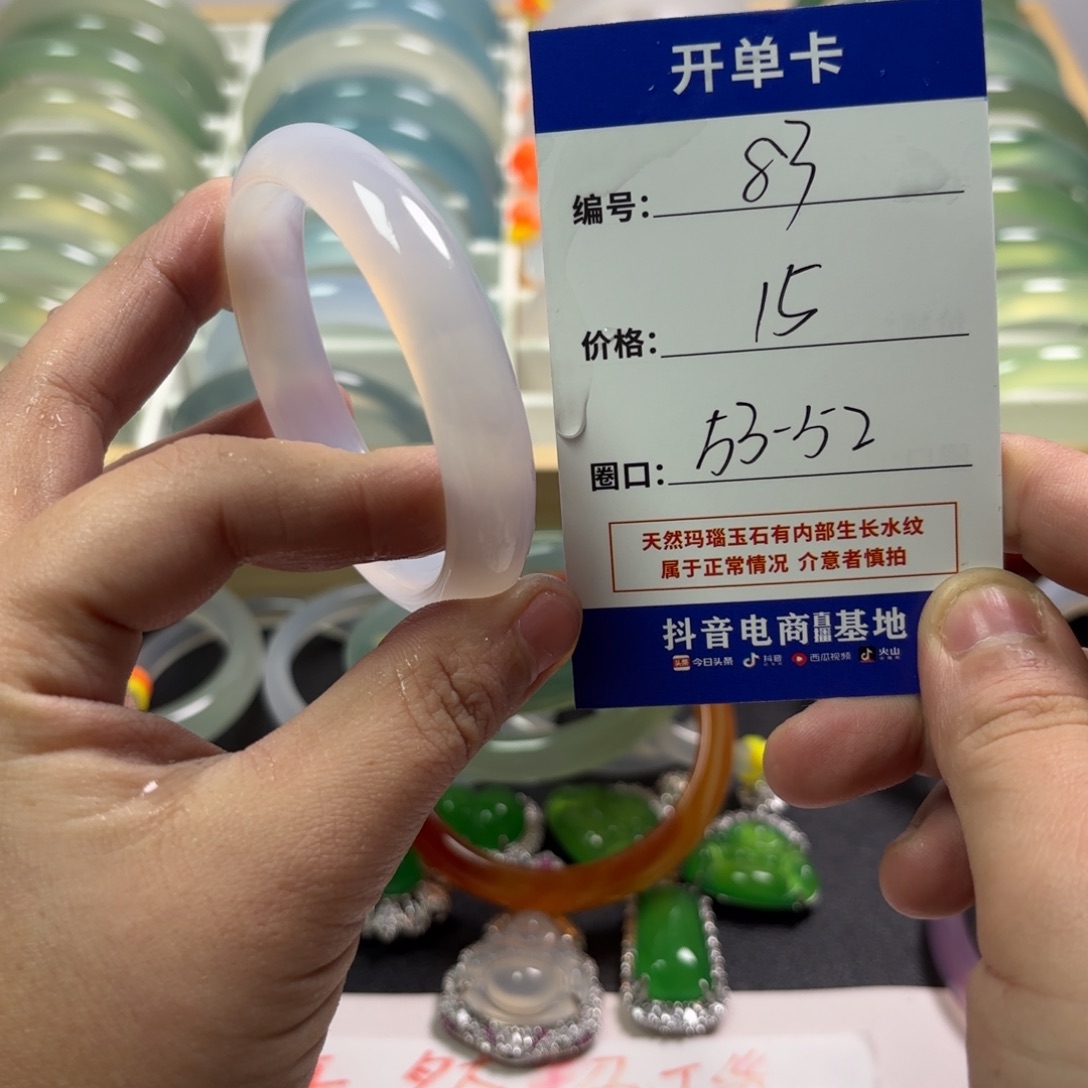 开单卡
编号: 83
价格: 15
圈口: 53-52
天然玛瑙玉石有内部生长水纹
属于正常情况 介意者慎拍
抖音电商直播基地
头条 今日头条 抖音 西瓜视频 火山